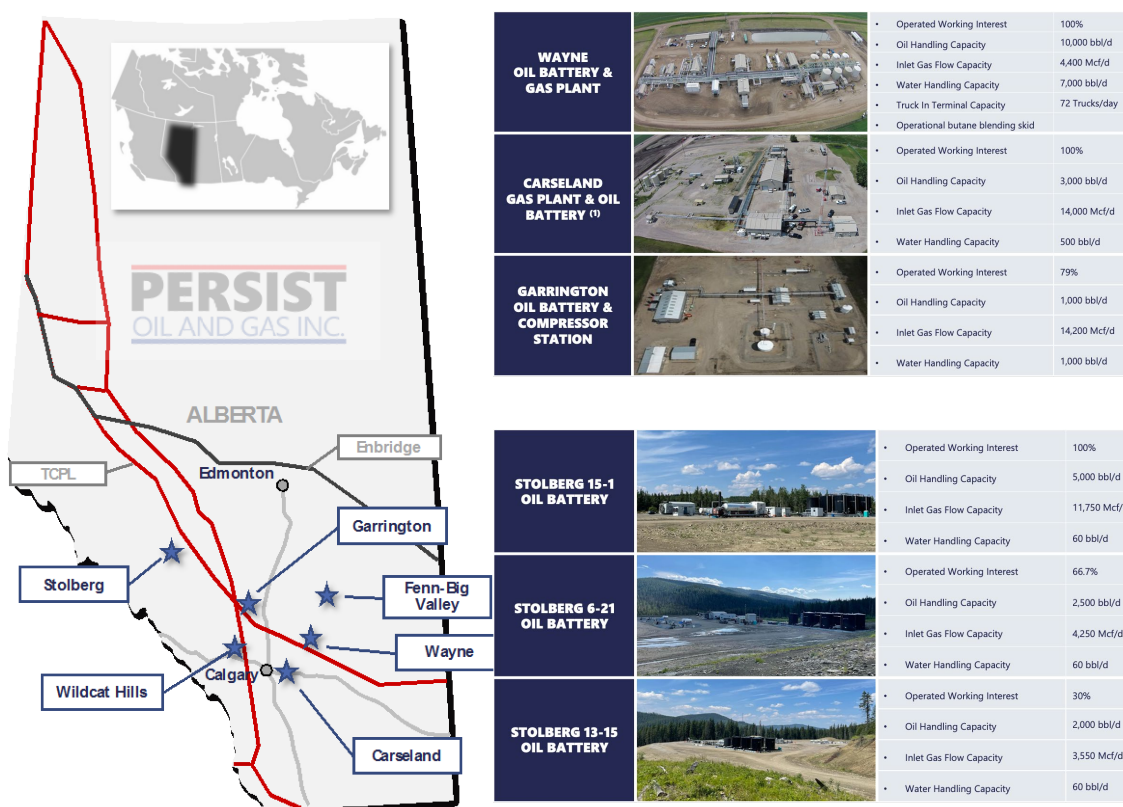 PERSIST
OIL AND GAS INC.
ALBERTA
Enbridge
TCPL
Edmonton
Garrington
Stolberg
Fenn-Big
Valley
Wayne
Calgary
Wildcat Hills
Carseland
WAYNE
OIL BATTERY &
GAS PLANT
• Operated Working Interest 100%
• Oil Handling Capacity 10,000 bbl/d
• Inlet Gas Flow Capacity 4,400 Mcf/d
• Water Handling Capacity 7,000 bbl/d
• Truck In Terminal Capacity 72 Trucks/day
• Operational butane blending skid
CARSELAND
GAS PLANT & OIL
BATTERY (1)
• Operated Working Interest 100%
• Oil Handling Capacity 3,000 bbl/d
• Inlet Gas Flow Capacity 14,000 Mcf/d
• Water Handling Capacity 500 bbl/d
GARRINGTON
OIL BATTERY &
COMPRESSOR
STATION
• Operated Working Interest 79%
• Oil Handling Capacity 1,000 bbl/d
• Inlet Gas Flow Capacity 14,200 Mcf/d
• Water Handling Capacity 1,000 bbl/d
STOLBERG 15-1
OIL BATTERY
• Operated Working Interest 100%
• Oil Handling Capacity 5,000 bbl/d
• Inlet Gas Flow Capacity 11,750 Mcf/
• Water Handling Capacity 60 bbl/d
STOLBERG 6-21
OIL BATTERY
• Operated Working Interest 66.7%
• Oil Handling Capacity 2,500 bbl/d
• Inlet Gas Flow Capacity 4,250 Mcf/d
• Water Handling Capacity 60 bbl/d
STOLBERG 13-15
OIL BATTERY
• Operated Working Interest 30%
• Oil Handling Capacity 2,000 bbl/d
• Inlet Gas Flow Capacity 3,550 Mcf/d
• Water Handling Capacity 60 bbl/d